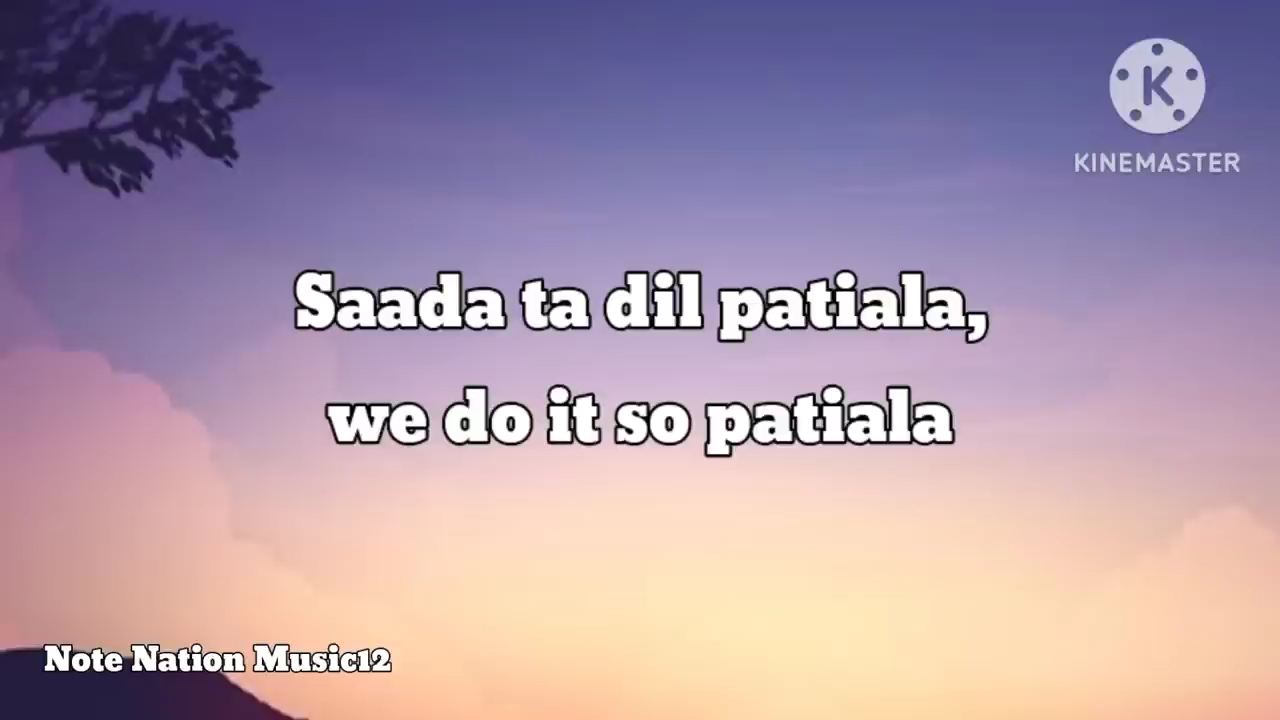 KINEMASTER
Saada ta dil patiala,
we do it so patiala
Note Nation Music12